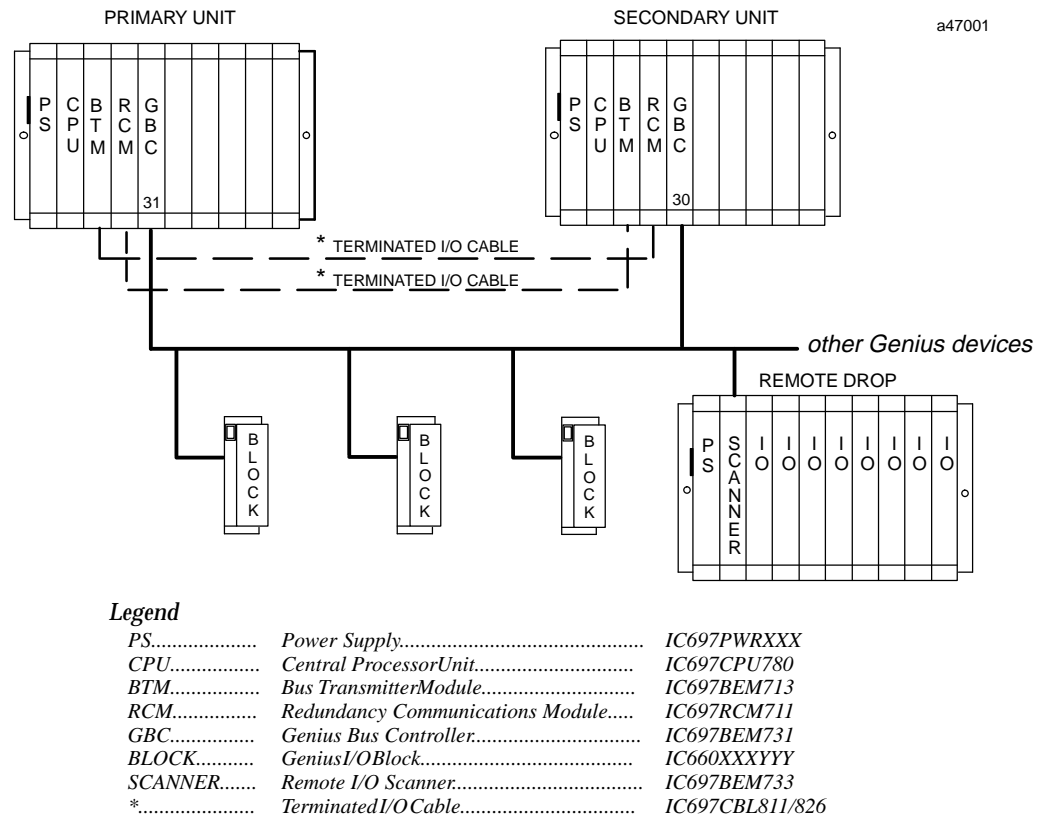 PRIMARY UNIT
SECONDARY UNIT
a47001
PS
CPU
BTM
RCM
GBC
31
PS
CPU
BTM
RCM
GBC
30
* TERMINATED I/O CABLE
* TERMINATED I/O CABLE
other Genius devices
REMOTE DROP
BLOCK
BLOCK
BLOCK
PS
SCANNER
IO
IO
IO
IO
IO
IO
IO
IO
Legend
PS................... Power Supply............................................ IC697PWRXXX
CPU................ Central ProcessorUnit............................. IC697CPU780
BTM................ Bus TransmitterModule............................ IC697BEM713
RCM............... Redundancy Communications Module..... IC697RCM711
GBC................ Genius Bus Controller............................... IC697BEM731
BLOCK........... GeniusI/OBlock........................................ IC660XXXYYY
SCANNER....... Remote I/O Scanner.................................. IC697BEM733
*..................... TerminatedI/OCable................................ IC697CBL811/826